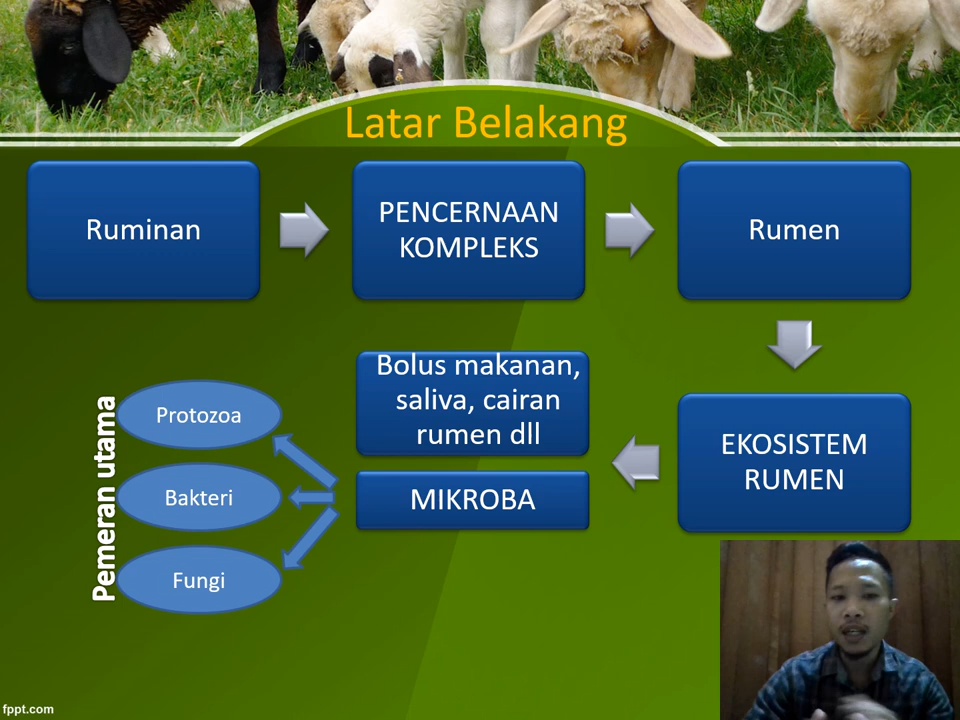 Latar Belakang
Ruminan
PENCERNAAN
KOMPLEKS
Rumen
EKOSISTEM
RUMEN
Bolus makanan,
saliva, cairan
rumen dll
MIKROBA
Protozoa
Bakteri
Fungi
Pemeran utama
fppt.com